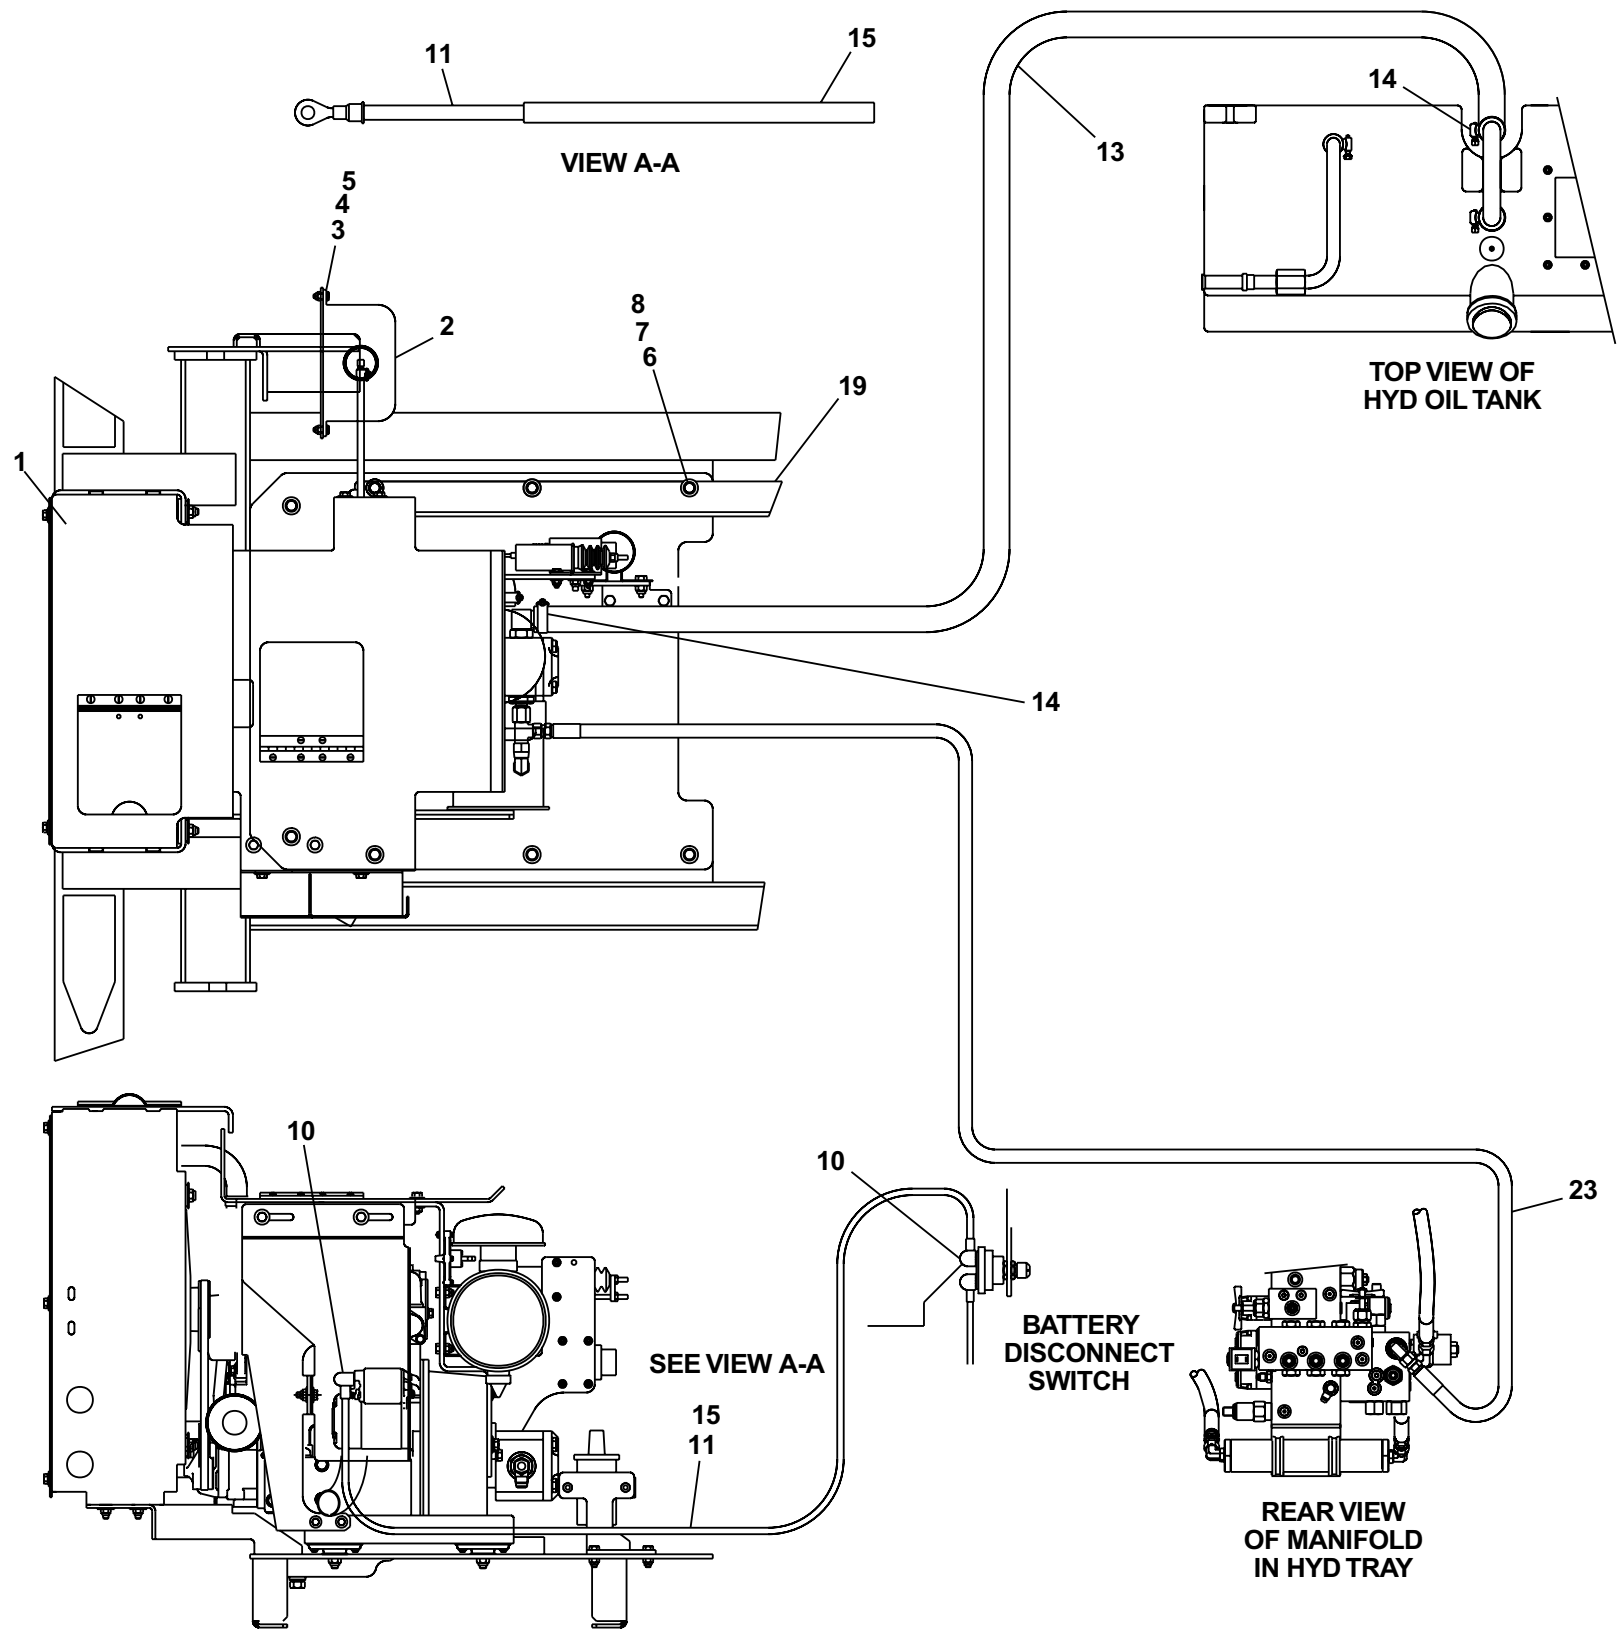 11
15
VIEW A-A
13
14
TOP VIEW OF
HYD OIL TANK
5
4
3
2
8
7
6
19
1
14
10
10
23
SEE VIEW A-A
15
11
BATTERY
DISCONNECT
SWITCH
REAR VIEW
OF MANIFOLD
IN HYD TRAY